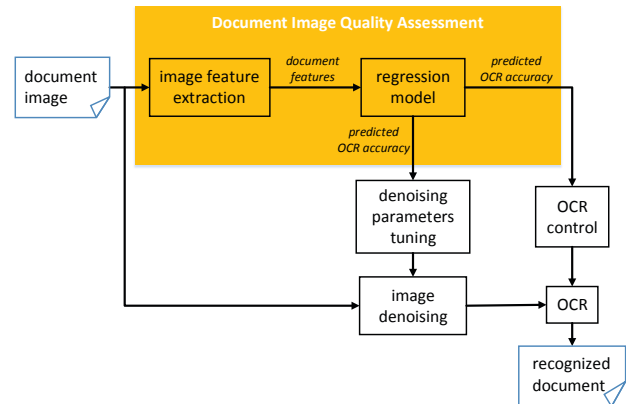 Document Image Quality Assessment
document
image
image feature
extraction
document
features
regression
model
predicted
OCR accuracy
predicted
OCR accuracy
denoising
parameters
tuning
OCR
control
image
denoising
OCR
recognized
document